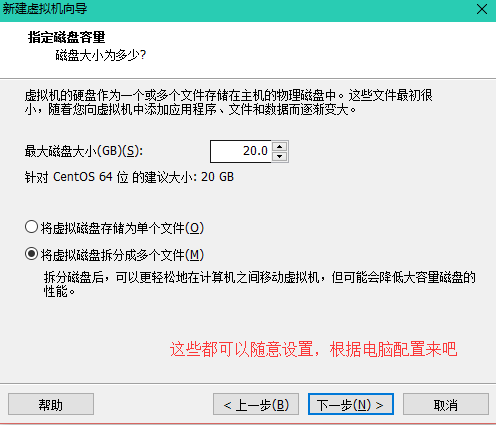 新建虚拟机向导
指定磁盘容量
磁盘大小为多少?
虚拟机的硬盘作为一个或多个文件存储在主机的物理磁盘中。这些文件最初很
小，随着您向虚拟机中添加应用程序、文件和数据而逐渐变大。
最大磁盘大小(GB)(S): 20.0
针对 CentOS 64 位 的建议大小: 20 GB
将虚拟磁盘存储为单个文件(O)
将虚拟磁盘拆分成多个文件(M)
拆分磁盘后，可以更轻松地在计算机之间移动虚拟机，但可能会降低大容量磁盘的
性能。
这些都可以随意设置，根据电脑配置来吧
帮助 < 上一步(B) 下一步(N) > 取消